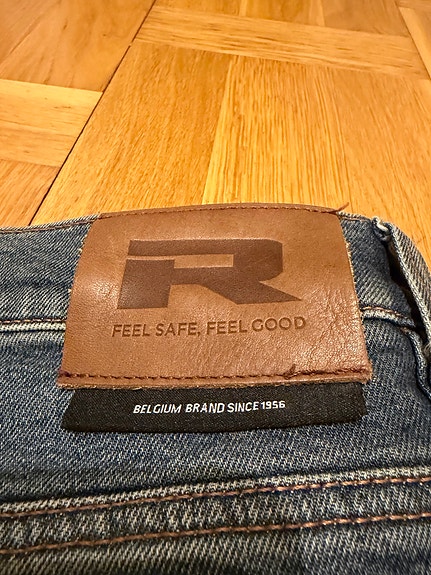 R
FEEL SAFE, FEEL GOOD
BELGIUM BRAND SINCE 1956